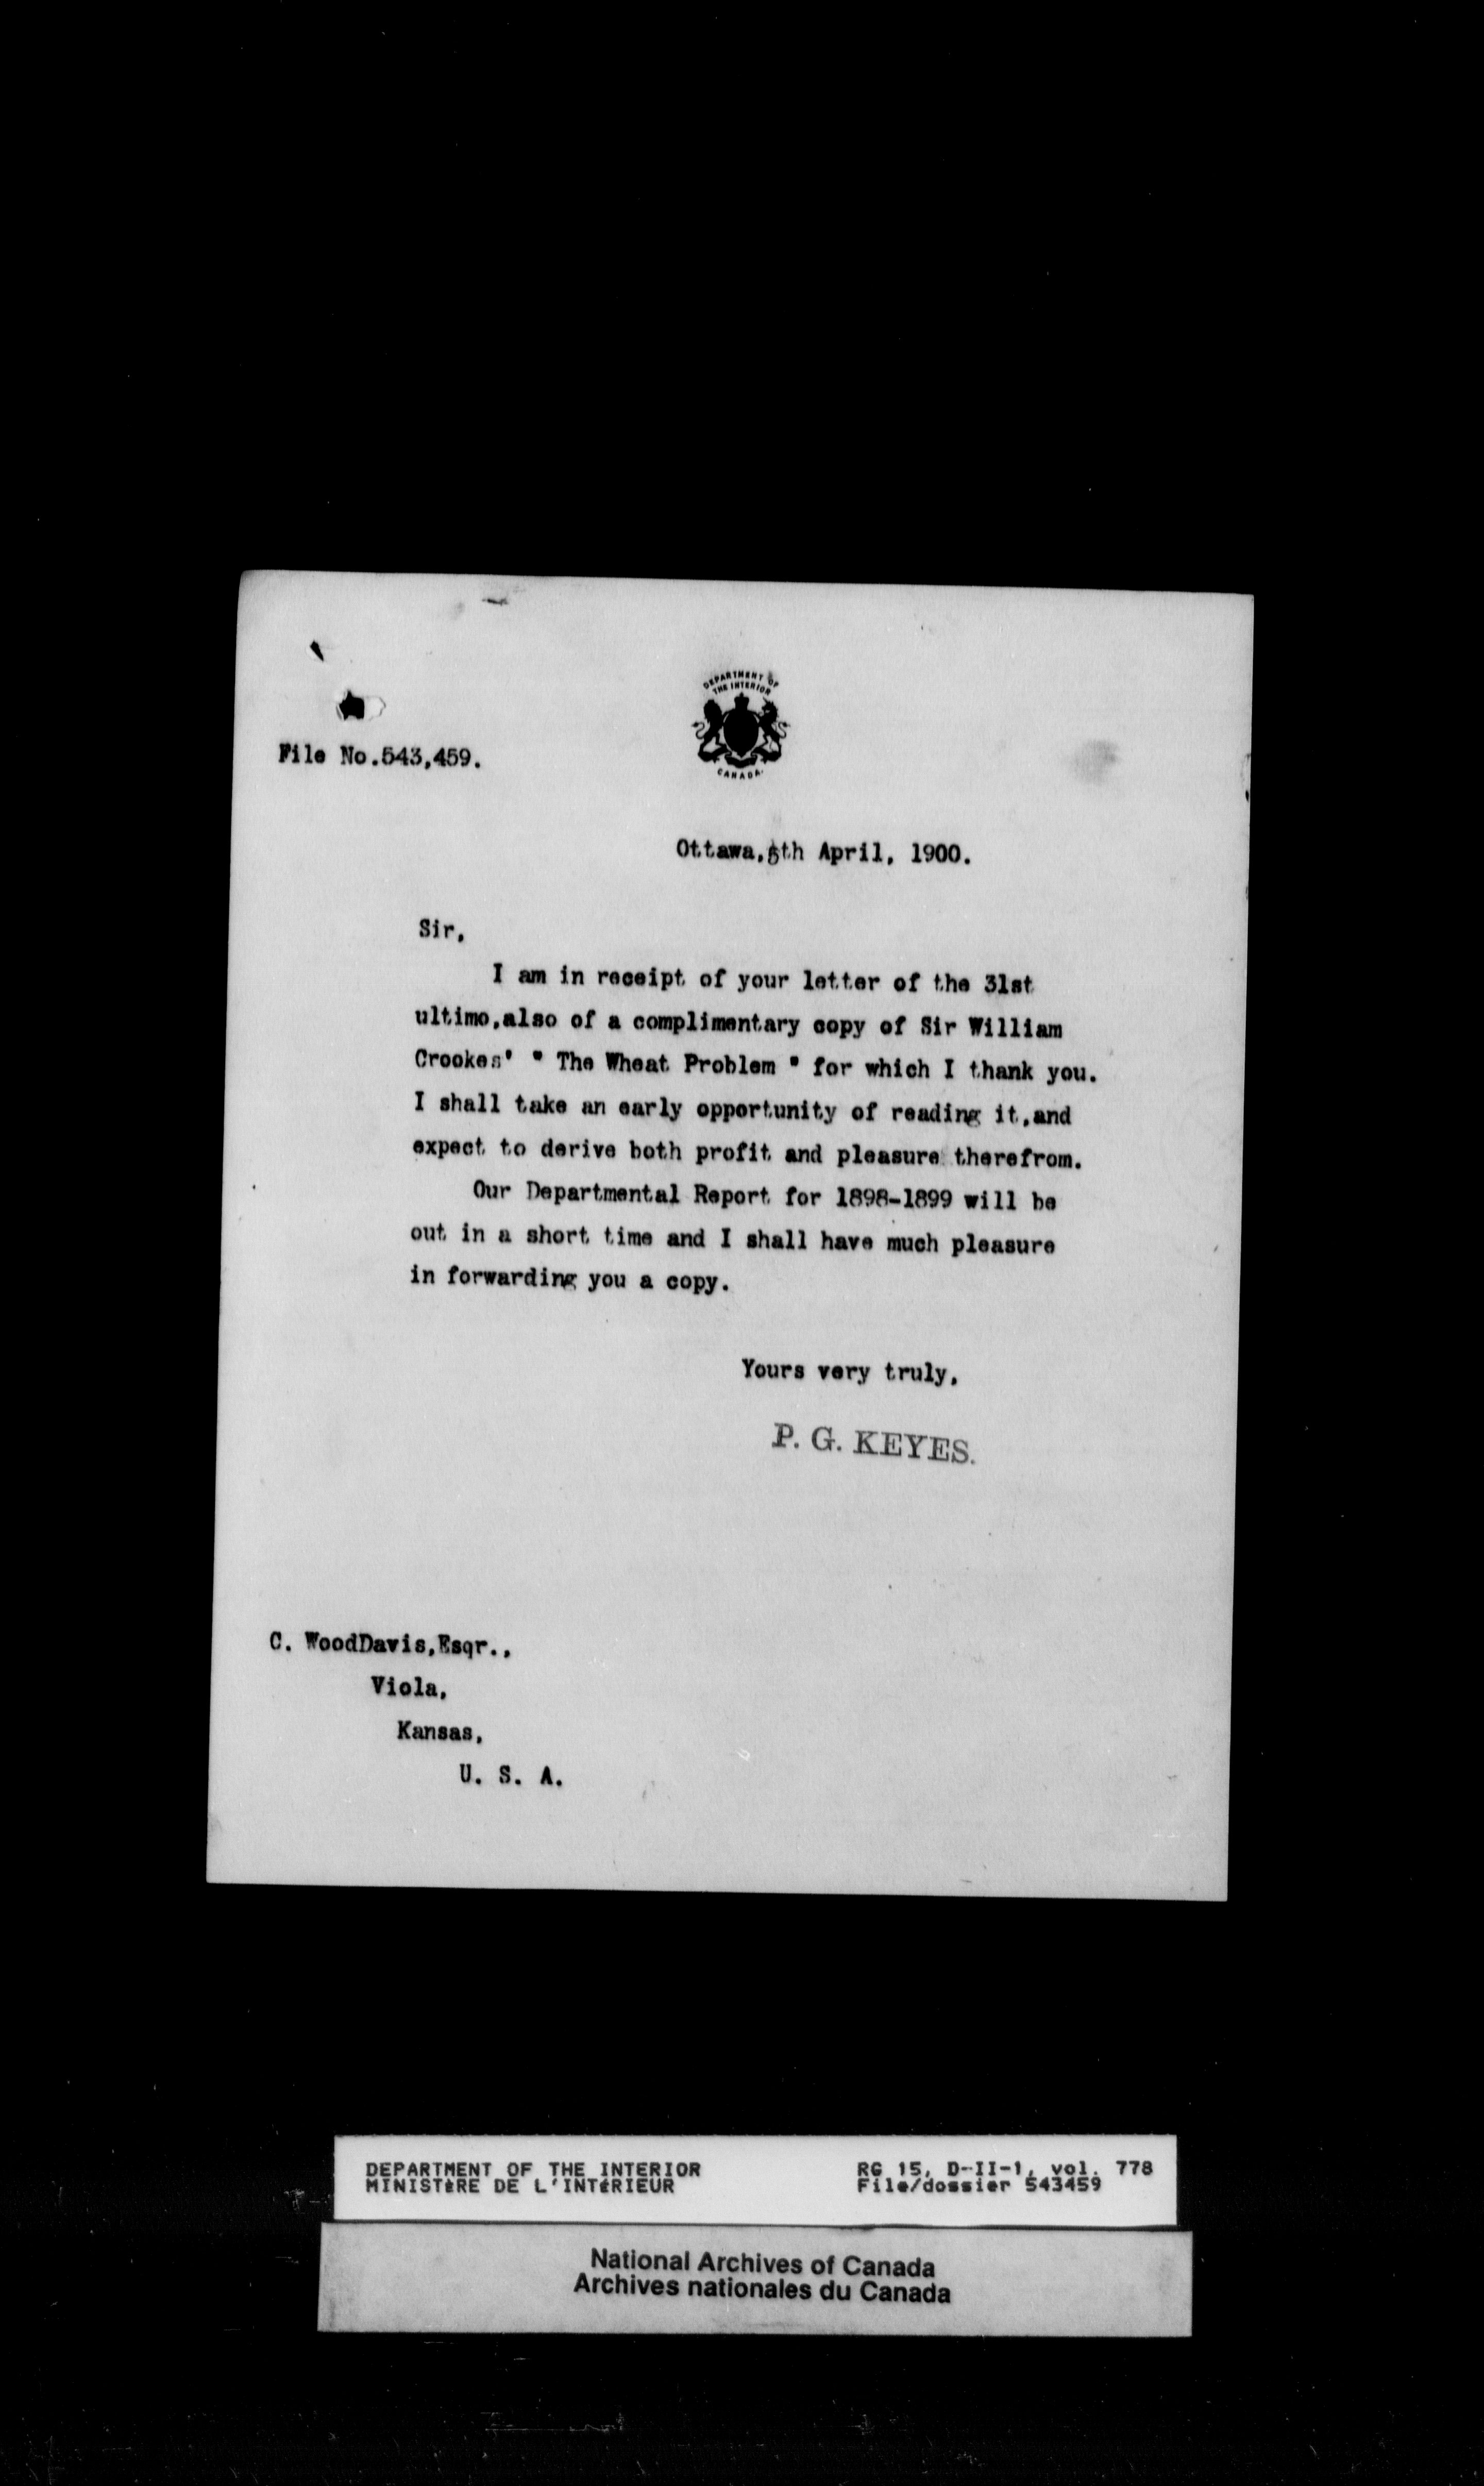 DEPARTMENT OF
THE INTERIOR
CANADA.
File No.543,459.
Ottawa,5th April, 1900.
Sir,
I am in receipt of your letter of the 31st
ultimo,also of a complimentary copy of Sir William
Crookes' " The Wheat Problem " for which I thank you.
I shall take an early opportunity of reading it,and
expect to derive both profit and pleasure therefrom.
Our Departmental Report for 1898-1899 will be
out in a short time and I shall have much pleasure
in forwarding you a copy.
Yours very truly,
P. G. KEYES.
C. WoodDavis,Esqr.,
Viola,
Kansas,
U. S. A.
DEPARTMENT OF THE INTERIOR
MINISTèRE DE L'INTéRIEUR
RG 15, D-II-1, vol. 778
File/dossier 543459
National Archives of Canada
Archives nationales du Canada